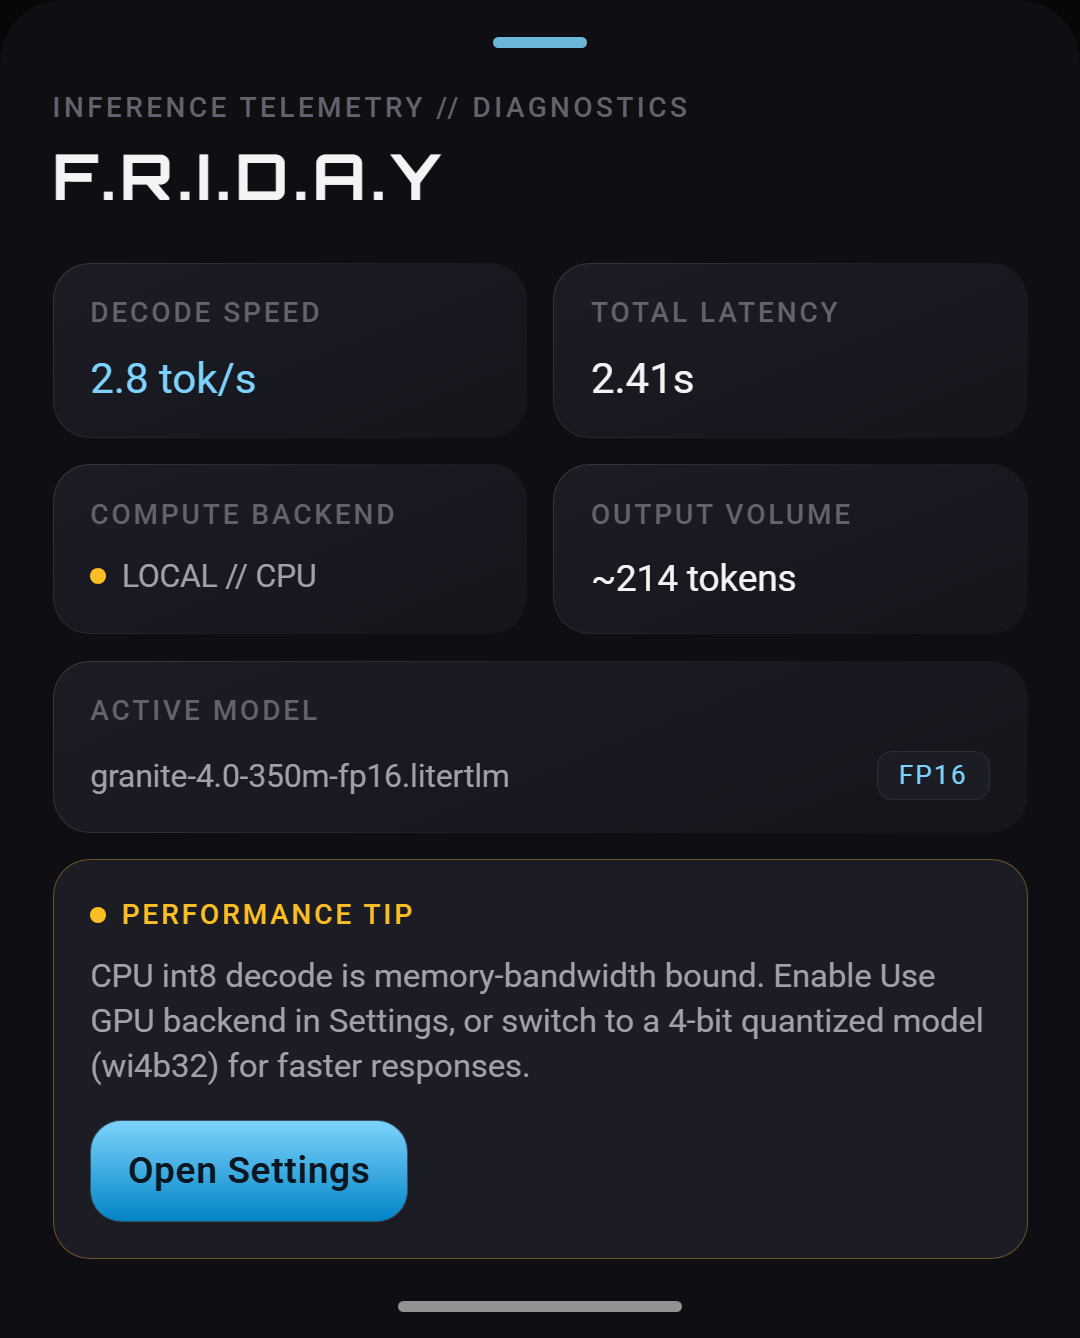 INFERENCE TELEMETRY // DIAGNOSTICS
F.R.I.D.A.Y
DECODE SPEED
2.8 tok/s
TOTAL LATENCY
2.41s
COMPUTE BACKEND
LOCAL // CPU
OUTPUT VOLUME
~214 tokens
ACTIVE MODEL
granite-4.0-350m-fp16.litertlm
FP16
PERFORMANCE TIP
CPU int8 decode is memory-bandwidth bound. Enable Use
GPU backend in Settings, or switch to a 4-bit quantized model
(wi4b32) for faster responses.
Open Settings